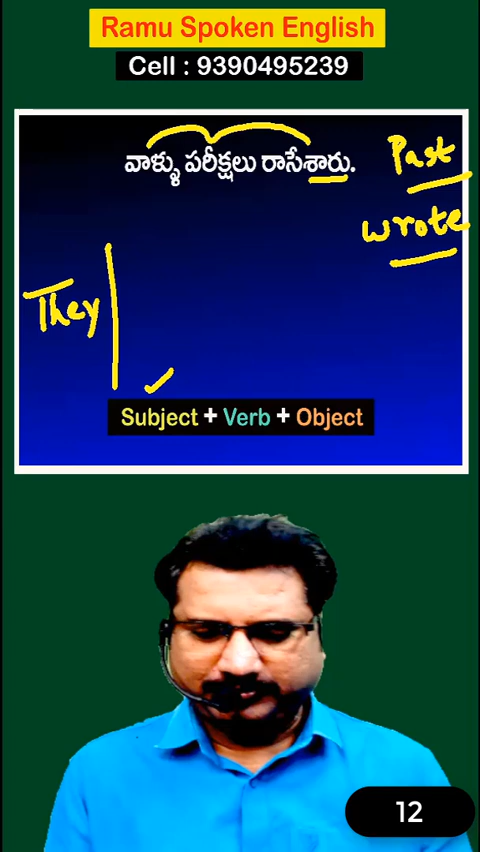 Ramu Spoken English
Cell : 9390495239
వాళ్ళు పరీక్షలు రాసేశారు.
Past
wrote
They
Subject + Verb + Object
12